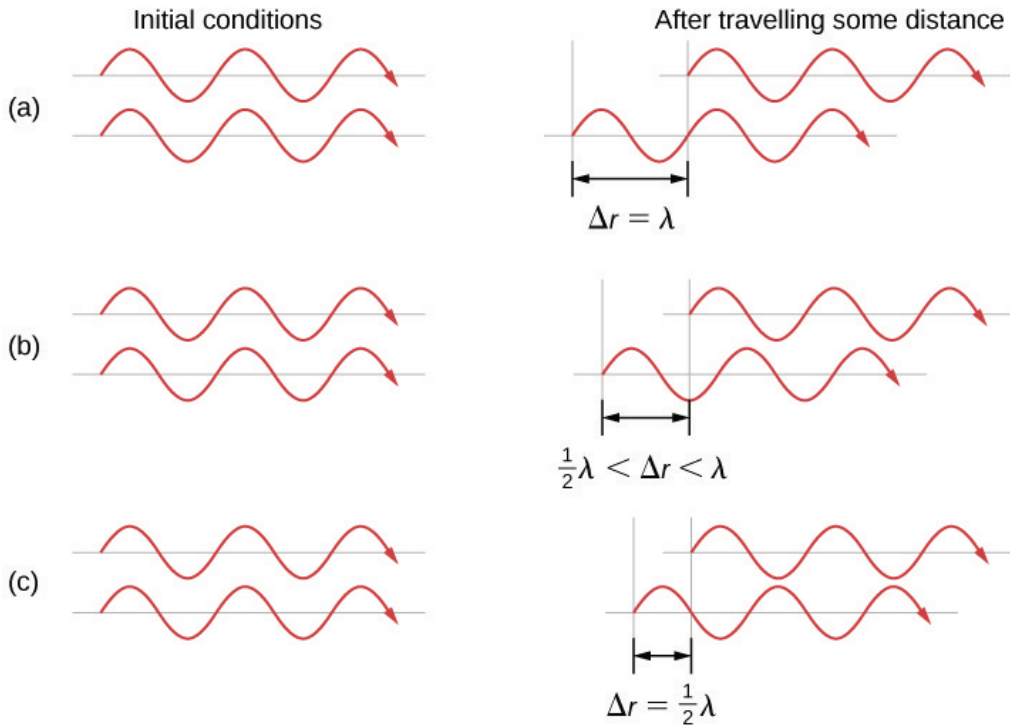 Initial conditions
After travelling some distance
(a)
Δr = λ
(b)
½λ < Δr < λ
(c)
Δr = ½λ